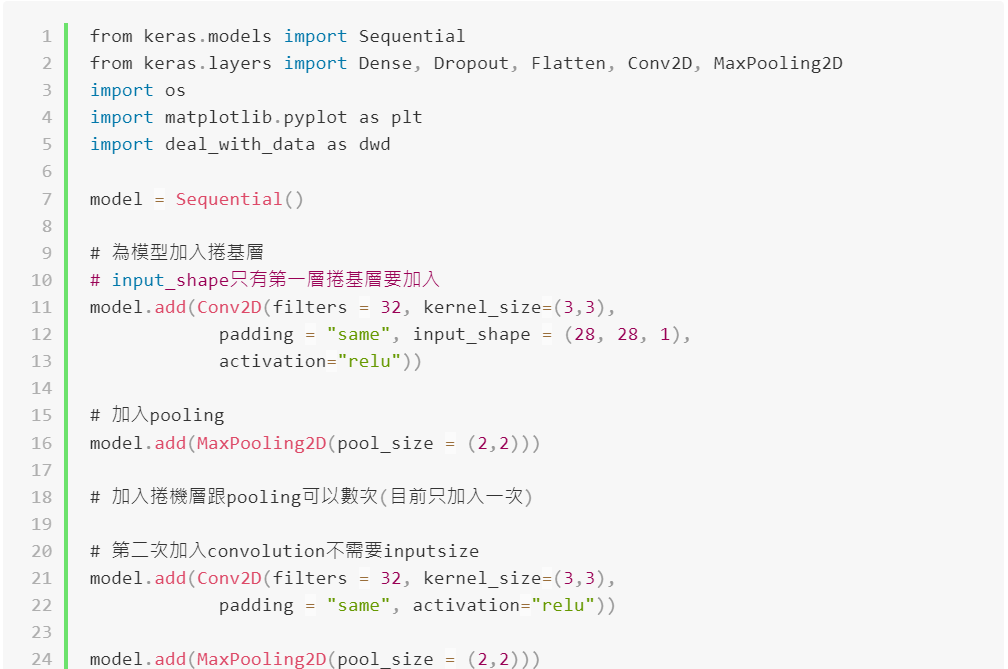 1 from keras.models import Sequential
2 from keras.layers import Dense, Dropout, Flatten, Conv2D, MaxPooling2D
3 import os
4 import matplotlib.pyplot as plt
5 import deal_with_data as dwd
6
7 model = Sequential()
8
9 # 為模型加入捲基層
10 # input_shape只有第一層捲基層要加入
11 model.add(Conv2D(filters = 32, kernel_size=(3,3),
12 padding = "same", input_shape = (28, 28, 1),
13 activation="relu"))
14
15 # 加入pooling
16 model.add(MaxPooling2D(pool_size = (2,2)))
17
18 # 加入捲機層跟pooling可以數次(目前只加入一次)
19
20 # 第二次加入convolution不需要inputsize
21 model.add(Conv2D(filters = 32, kernel_size=(3,3),
22 padding = "same", activation="relu"))
23
24 model.add(MaxPooling2D(pool_size = (2,2)))